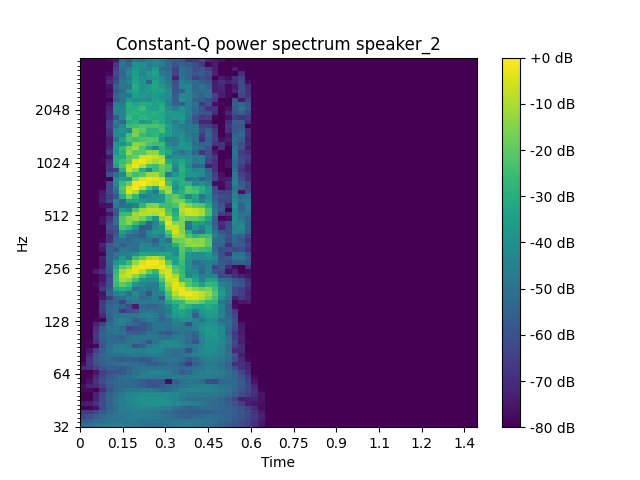 Constant-Q power spectrum speaker_2
Hz
2048
1024
512
256
128
64
32
0 0.15 0.3 0.45 0.6 0.75 0.9 1.1 1.2 1.4
Time
+0 dB
-10 dB
-20 dB
-30 dB
-40 dB
-50 dB
-60 dB
-70 dB
-80 dB